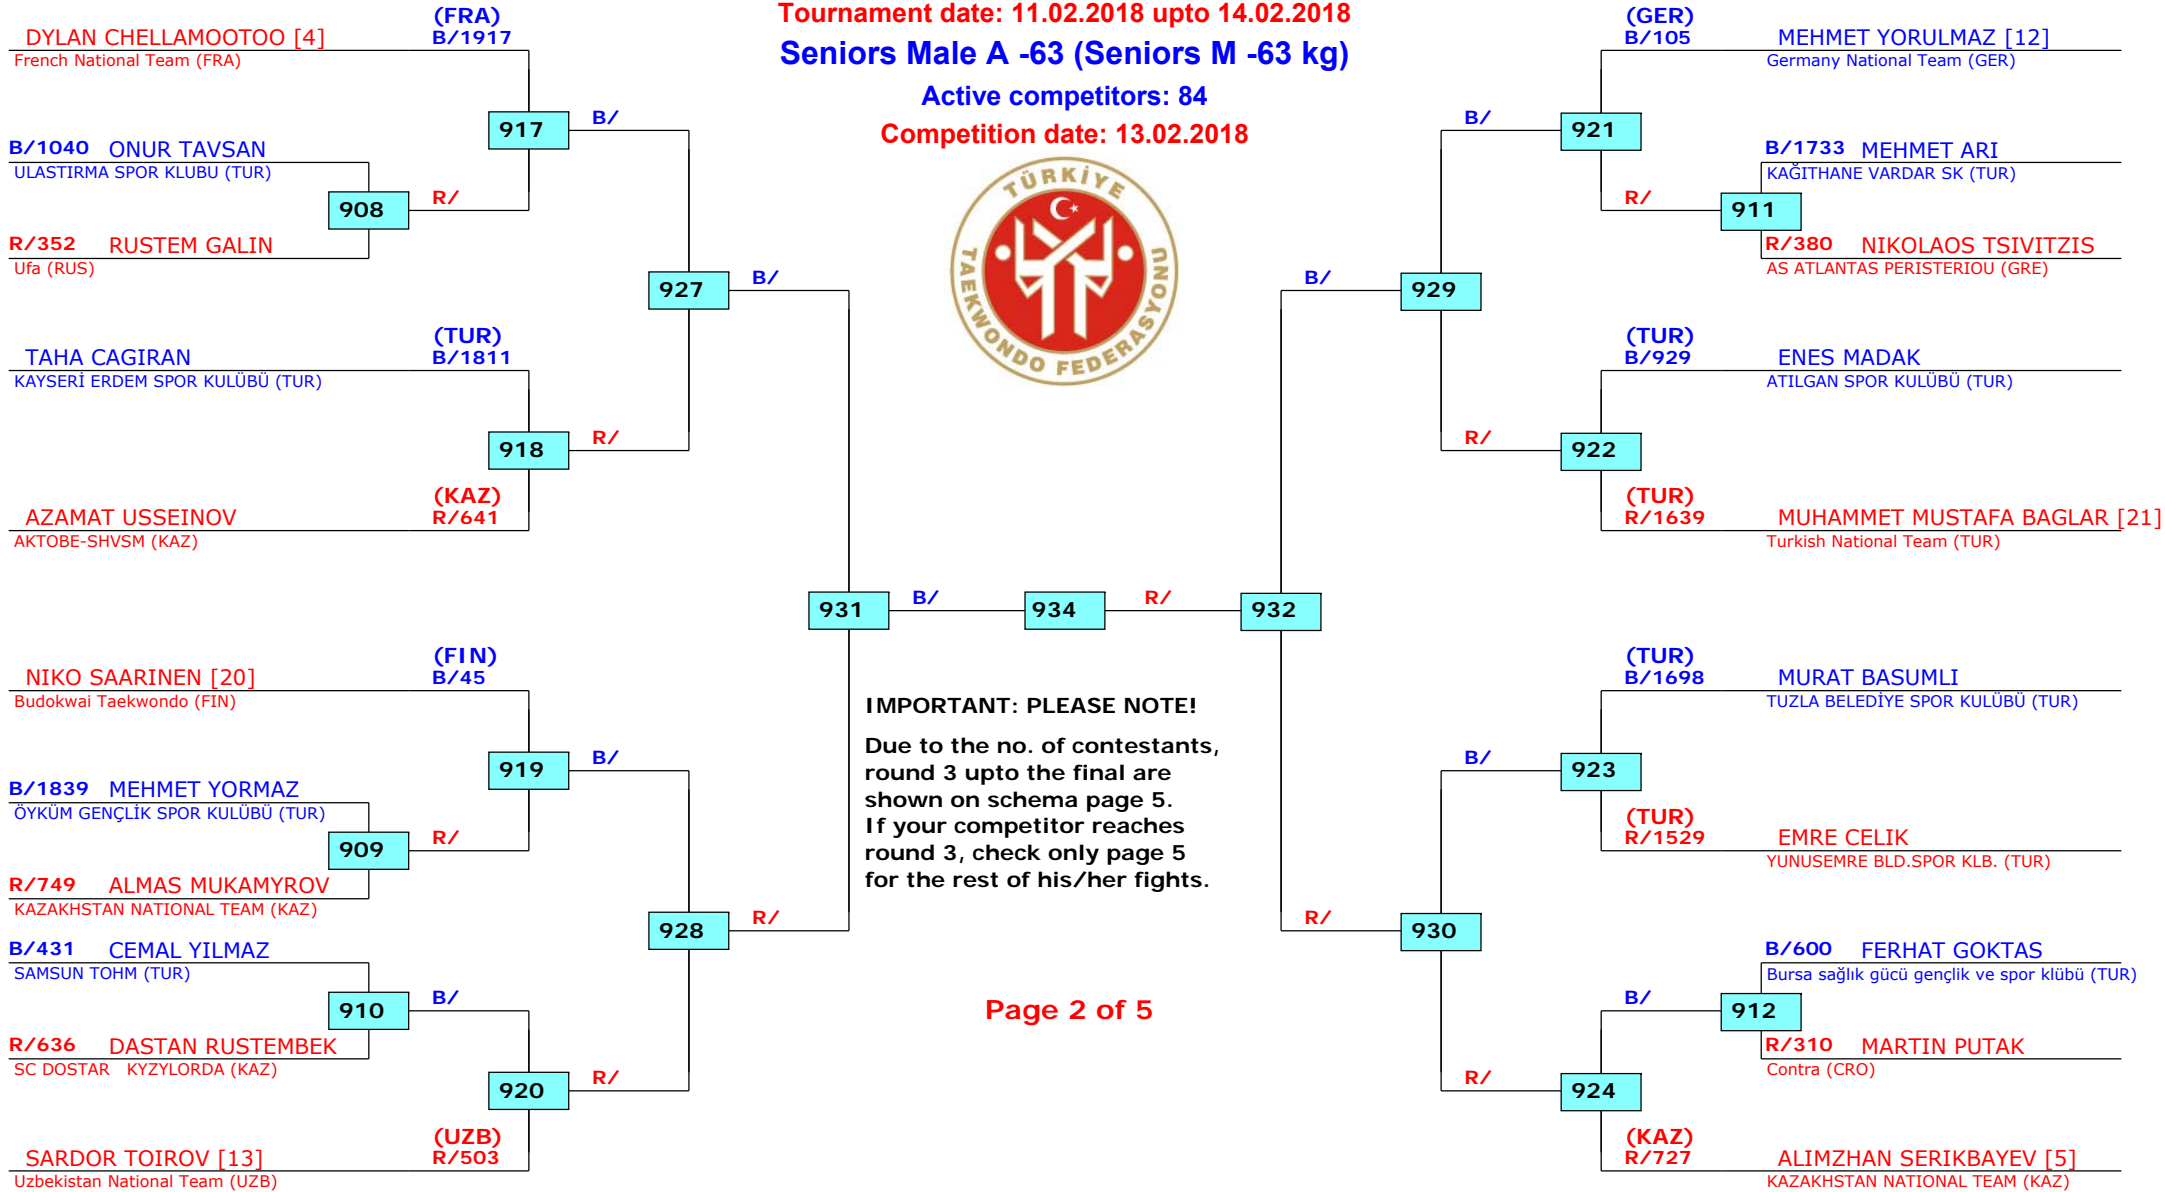 Tournament date: 11.02.2018 upto 14.02.2018
Seniors Male A -63 (Seniors M -63 kg)
Active competitors: 84
Competition date: 13.02.2018
TÜRKİYE
TAEKWONDO FEDERASYONU
(FRA)
DYLAN CHELLAMOOTOO [4] B/1917
French National Team (FRA)
917 B/
B/1040 ONUR TAVSAN
ULASTIRMA SPOR KLUBU (TUR)
908 R/
R/352 RUSTEM GALIN
Ufa (RUS)
927 B/
(TUR)
TAHA CAGIRAN B/1811
KAYSERİ ERDEM SPOR KULÜBÜ (TUR)
918 R/
(KAZ)
AZAMAT USSEINOV R/641
AKTOBE-SHVSM (KAZ)
931 B/ 934 R/ 932
(FIN)
NIKO SAARINEN [20] B/45
Budokwai Taekwondo (FIN)
919 B/
B/1839 MEHMET YORMAZ
ÖYKÜM GENÇLİK SPOR KULÜBÜ (TUR)
909 R/
R/749 ALMAS MUKAMYROV
KAZAKHSTAN NATIONAL TEAM (KAZ)
928 R/
B/431 CEMAL YILMAZ
SAMSUN TOHM (TUR)
910 B/
R/636 DASTAN RUSTEMBEK
SC DOSTAR KYZYLORDA (KAZ)
920 R/
(UZB)
SARDOR TOIROV [13] R/503
Uzbekistan National Team (UZB)
IMPORTANT: PLEASE NOTE!
Due to the no. of contestants,
round 3 upto the final are
shown on schema page 5.
If your competitor reaches
round 3, check only page 5
for the rest of his/her fights.
Page 2 of 5
(GER)
B/105 MEHMET YORULMAZ [12]
Germany National Team (GER)
B/ 921
B/1733 MEHMET ARI
KAĞITHANE VARDAR SK (TUR)
R/ 911
R/380 NIKOLAOS TSIVITZIS
AS ATLANTAS PERISTERIOU (GRE)
B/ 929
(TUR)
B/929 ENES MADAK
ATILGAN SPOR KULÜBÜ (TUR)
R/ 922
(TUR)
R/1639 MUHAMMET MUSTAFA BAGLAR [21]
Turkish National Team (TUR)
(TUR)
B/1698 MURAT BASUMLI
TUZLA BELEDİYE SPOR KULÜBÜ (TUR)
B/ 923
(TUR)
R/1529 EMRE CELIK
YUNUSEMRE BLD.SPOR KLB. (TUR)
R/ 930
B/600 FERHAT GOKTAS
Bursa sağlık gücü gençlik ve spor klübü (TUR)
B/ 912
R/310 MARTIN PUTAK
Contra (CRO)
R/ 924
(KAZ)
R/727 ALIMZHAN SERIKBAYEV [5]
KAZAKHSTAN NATIONAL TEAM (KAZ)